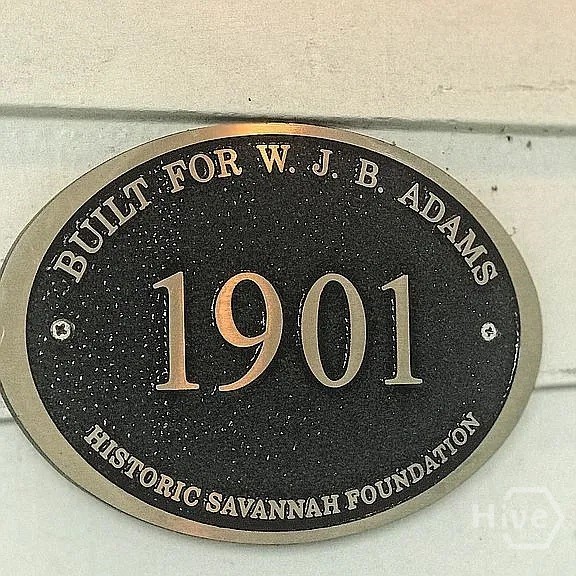 BUILT FOR W. J. B. ADAMS
1901
HISTORIC SAVANNAH FOUNDATION
Hive